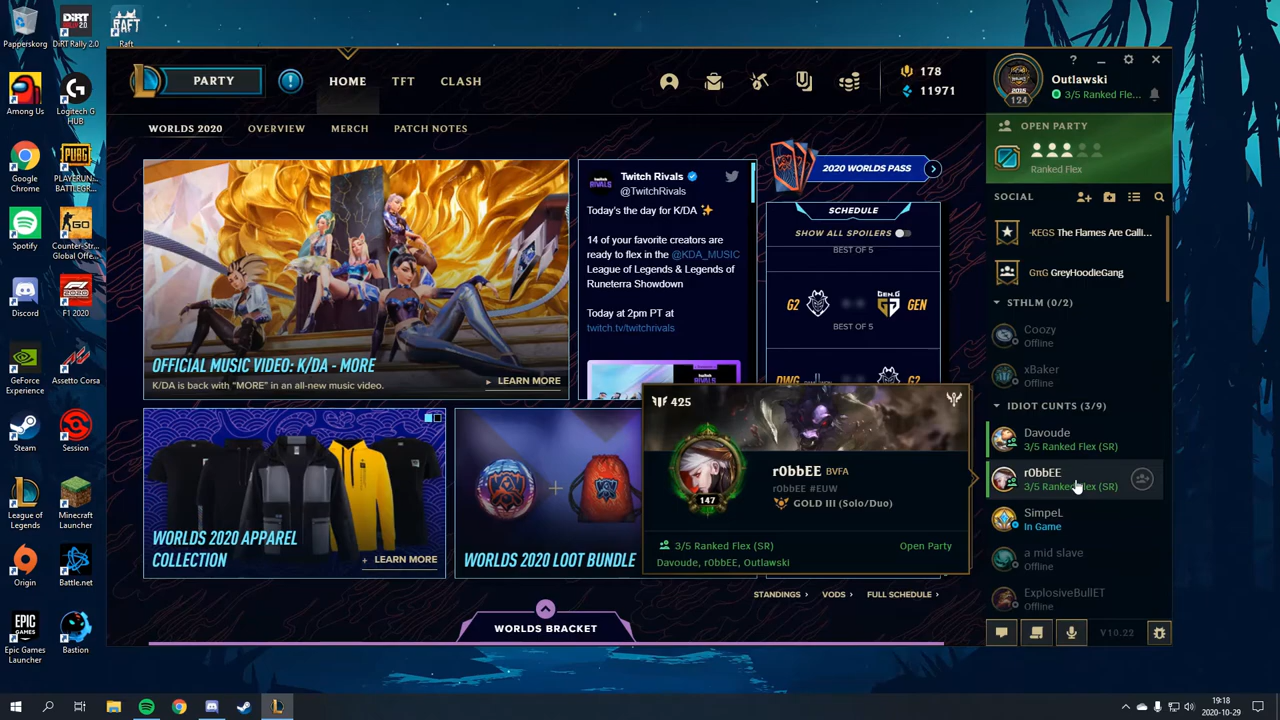 Papperskorg
DiRT Rally 2.0
Raft
Among Us
Logitech G
HUB
Google
Chrome
PLAYERUN...
BATTLEGR...
Spotify
Counter-Str...
Global Offe...
Discord
F1 2020
GeForce
Experience
Assetto Corsa
Steam
Session
League of
Legends
Minecraft
Launcher
Origin
Battle.net
Epic Games
Launcher
Bastion
PARTY
HOME
TFT
CLASH
178
11971
WORLDS 2020
OVERVIEW
MERCH
PATCH NOTES
OFFICIAL MUSIC VIDEO: K/DA - MORE
K/DA is back with "MORE" in an all-new music video.
LEARN MORE
Twitch Rivals
@TwitchRivals
Today's the day for K/DA ✨
14 of your favorite creators are
ready to flex in the @KDA_MUSIC
League of Legends & Legends of
Runeterra Showdown
Today at 2pm PT at
twitch.tv/twitchrivals
2020 WORLDS PASS
SCHEDULE
SHOW ALL SPOILERS
BEST OF 5
G2
GEN.G
GEN
BEST OF 5
DWG
G2
WORLDS 2020 APPAREL
COLLECTION
LEARN MORE
WORLDS 2020 LOOT BUNDLE
425
147
r0bbEE BVFA
r0bbEE #EUW
GOLD III (Solo/Duo)
3/5 Ranked Flex (SR)
Open Party
Davoude, r0bbEE, Outlawski
STANDINGS
VODS
FULL SCHEDULE
WORLDS BRACKET
?
2015
124
Outlawski
3/5 Ranked Fle...
OPEN PARTY
Ranked Flex
SOCIAL
-KEGS The Flames Are Calli...
GπG GreyHoodieGang
STHLM (0/2)
Coozy
Offline
xBaker
Offline
IDIOT CUNTS (3/9)
Davoude
3/5 Ranked Flex (SR)
r0bbEE
3/5 Ranked Flex (SR)
SimpeL
In Game
a mid slave
Offline
ExplosiveBullET
Offline
V10.22
19:18
2020-10-29